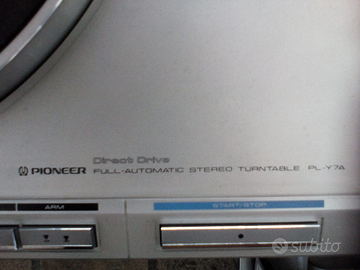 Direct Drive
PIONEER FULL-AUTOMATIC STEREO TURNTABLE PL-Y7A
ARM START/STOP
subito